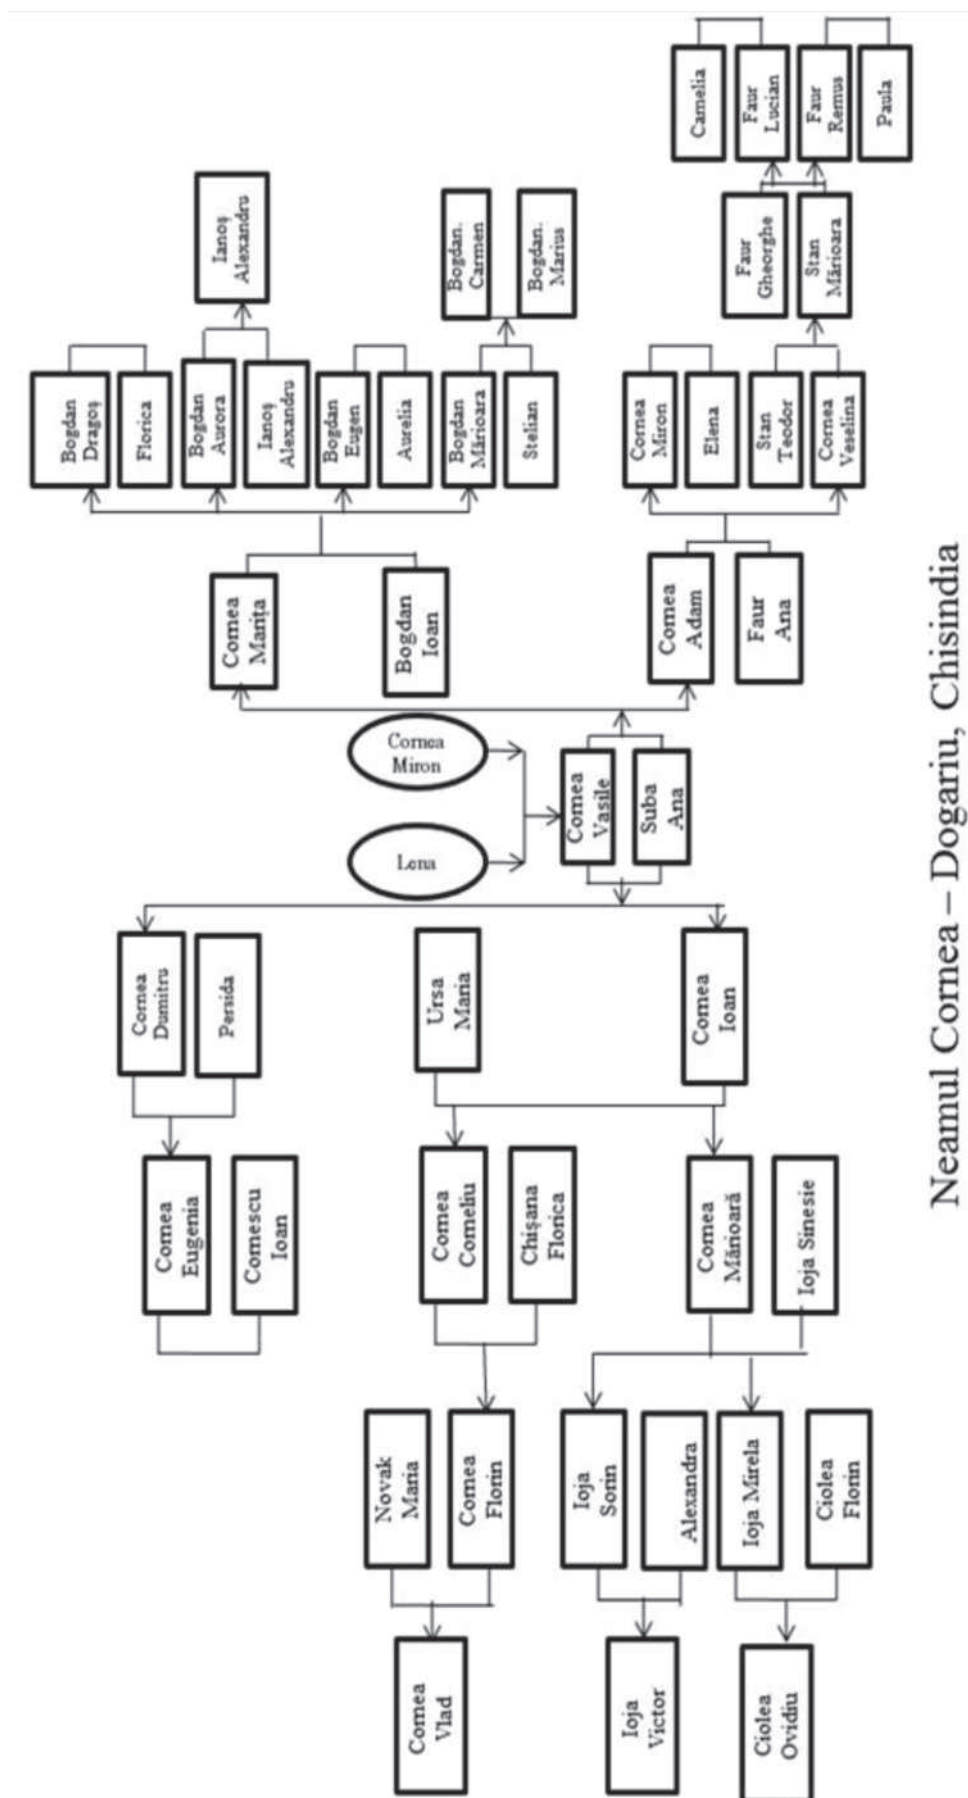 Cornea
Vlad
Ioja
Victor
Ciolea
Ovidiu
Novak
Maria
Cornea
Florin
Ioja
Sorin
Alexandra
Ioja Mirela
Ciolea
Florin
Cornea
Eugenia
Cornescu
Ioan
Cornea
Corneliu
Chișana
Florica
Cornea
Mărioară
Ioja Sinesie
Cornea
Dumitru
Persida
Ursa
Maria
Cornea
Ioan
Lena
Cornea
Miron
Cornea
Vasile
Suba
Ana
Cornea
Marița
Bogdan
Ioan
Cornea
Adam
Faur
Ana
Bogdan
Dragoș
Florica
Bogdan
Aurora
Ianoș
Alexandru
Bogdan
Eugen
Aurelia
Bogdan
Mărioara
Stelian
Cornea
Miron
Elena
Stan
Teodor
Cornea
Veselina
Ianoș
Alexandru
Bogdan.
Carmen
Bogdan.
Marius
Faur
Gheorghe
Stan
Mărioara
Camelia
Faur
Lucian
Faur
Remus
Paula
Neamul Cornea – Dogariu, Chisindia